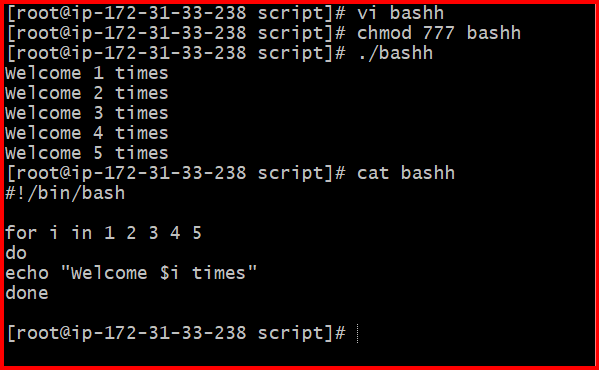 [root@ip-172-31-33-238 script]# vi bashh
[root@ip-172-31-33-238 script]# chmod 777 bashh
[root@ip-172-31-33-238 script]# ./bashh
Welcome 1 times
Welcome 2 times
Welcome 3 times
Welcome 4 times
Welcome 5 times
[root@ip-172-31-33-238 script]# cat bashh
#!/bin/bash

for i in 1 2 3 4 5
do
echo "Welcome $i times"
done

[root@ip-172-31-33-238 script]#